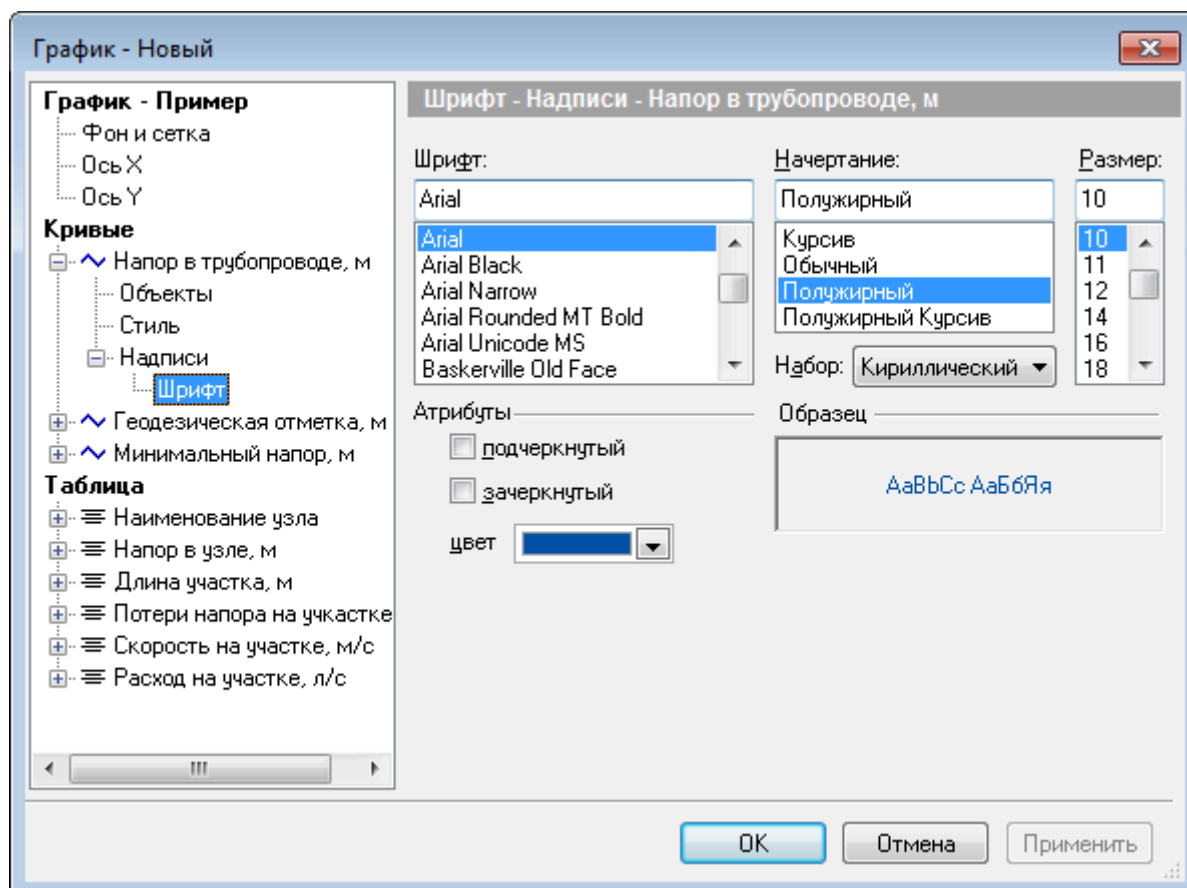 График - Новый
График - Пример
Фон и сетка
Ось X
Ось Y
Кривые
Напор в трубопроводе, м
Объекты
Стиль
Надписи
Шрифт
Геодезическая отметка, м
Минимальный напор, м
Таблица
Наименование узла
Напор в узле, м
Длина участка, м
Потери напора на учкастке
Скорость на участке, м/с
Расход на участке, л/с
Шрифт - Надписи - Напор в трубопроводе, м
Шрифт:
Arial
Arial
Arial Black
Arial Narrow
Arial Rounded MT Bold
Arial Unicode MS
Baskerville Old Face
Начертание:
Полужирный
Курсив
Обычный
Полужирный
Полужирный Курсив
Набор: Кириллический
Размер:
10
10
11
12
14
16
18
Атрибуты
подчеркнутый
зачеркнутый
цвет
Образец
AaBbCc АаБбЯя
OK Отмена Применить